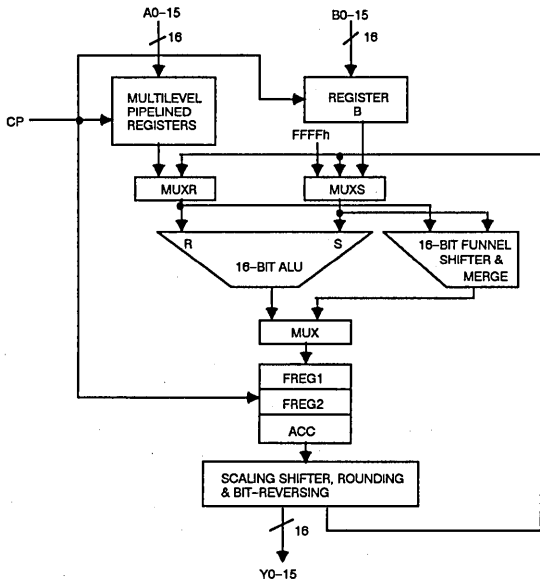 A0-15
B0-15
16
16
MULTILEVEL
PIPELINED
REGISTERS
REGISTER
B
CP
FFFFh
MUXR
MUXS
R
S
16-BIT ALU
16-BIT FUNNEL
SHIFTER &
MERGE
MUX
FREG1
FREG2
ACC
SCALING SHIFTER, ROUNDING
& BIT-REVERSING
16
Y0-15